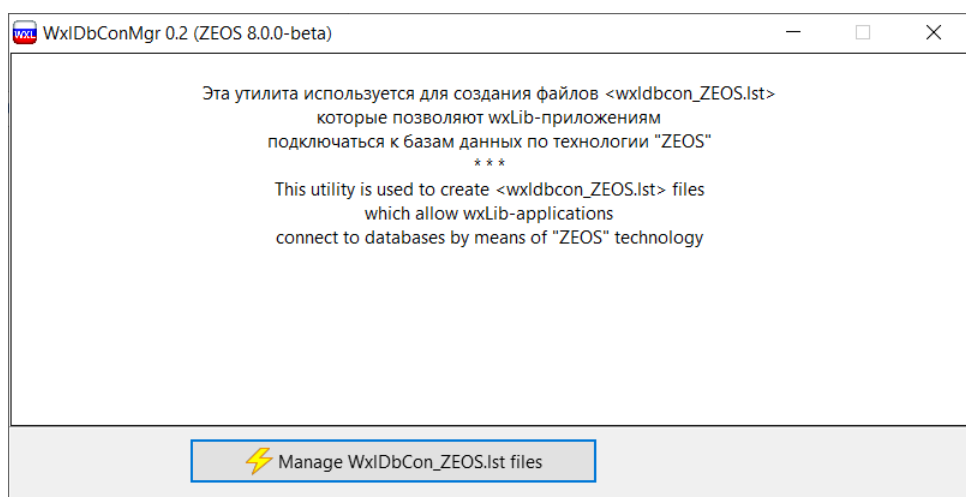 WXL WxlDbConMgr 0.2 (ZEOS 8.0.0-beta)
Эта утилита используется для создания файлов <wxldbcon_ZEOS.lst>
которые позволяют wxLib-приложениям
подключаться к базам данных по технологии "ZEOS"
* * *
This utility is used to create <wxldbcon_ZEOS.lst> files
which allow wxLib-applications
connect to databases by means of "ZEOS" technology
Manage WxlDbCon_ZEOS.lst files